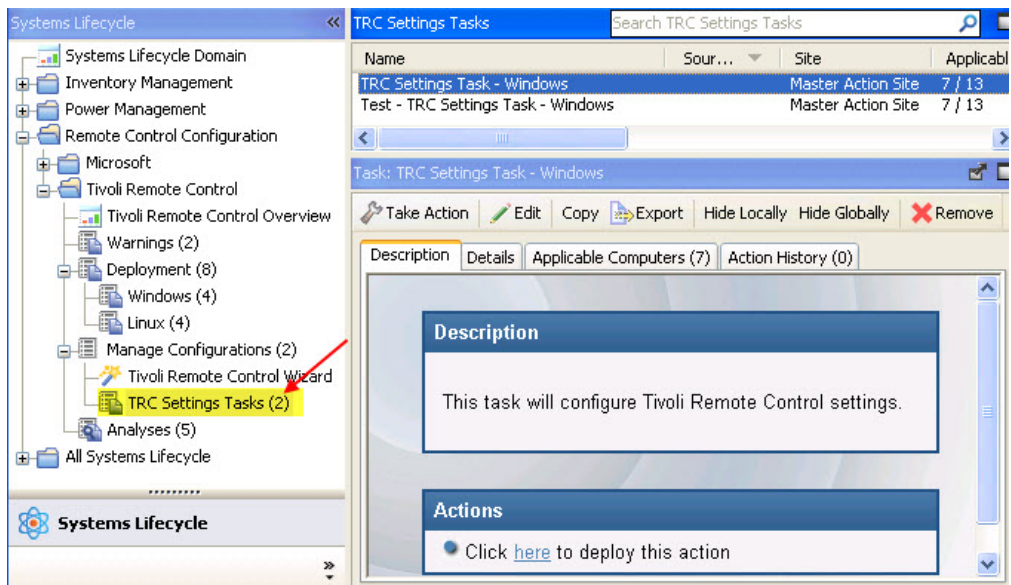 Systems Lifecycle «
Systems Lifecycle Domain
Inventory Management
Power Management
Remote Control Configuration
Microsoft
Tivoli Remote Control
Tivoli Remote Control Overview
Warnings (2)
Deployment (8)
Windows (4)
Linux (4)
Manage Configurations (2)
Tivoli Remote Control Wizard
TRC Settings Tasks (2)
Analyses (5)
All Systems Lifecycle
Systems Lifecycle
»
TRC Settings Tasks Search TRC Settings Tasks
Name Sour... Site Applicabl
TRC Settings Task - Windows Master Action Site 7 / 13
Test - TRC Settings Task - Windows Master Action Site 7 / 13
Task: TRC Settings Task - Windows
Take Action Edit Copy Export Hide Locally Hide Globally Remove
Description Details Applicable Computers (7) Action History (0)
Description
This task will configure Tivoli Remote Control settings.
Actions
Click here to deploy this action